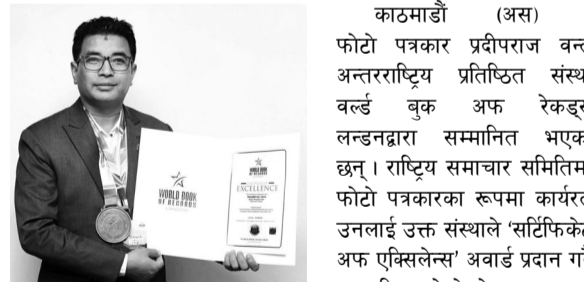 WORLD BOOK
OF RECORDS
EXCELLENCE
काठमाडौं (अस)
फोटो पत्रकार प्रदीपराज वन्त
अन्तरराष्ट्रिय प्रतिष्ठित संस्थ
वर्ल्ड बुक अफ रेकर्ड्स
लन्डनद्वारा सम्मानित भएक
छन् । राष्ट्रिय समाचार समितिम
फोटो पत्रकारका रूपमा कार्यरत
उनलाई उक्त संस्थाले ‘सर्टिफिकेट
अफ एक्सिलेन्स’ अवार्ड प्रदान गरे